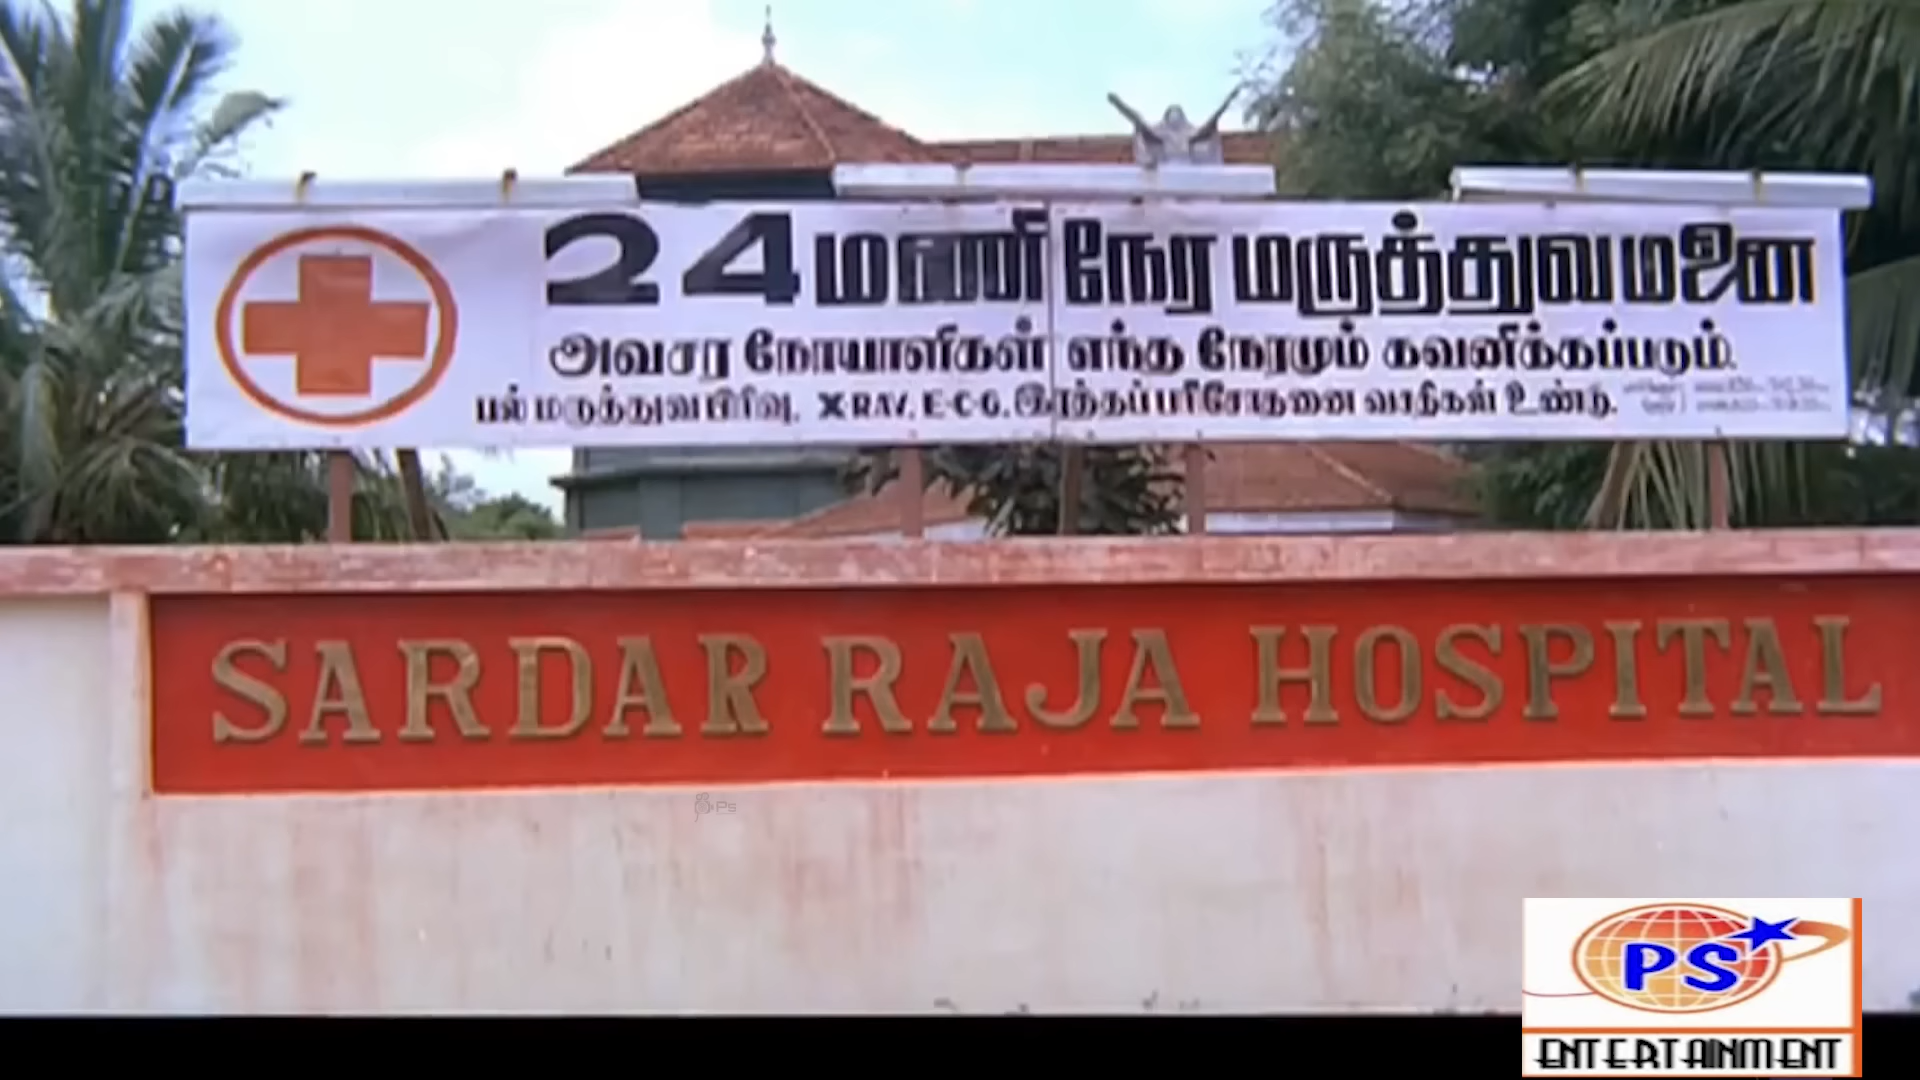 24 மணி நேர மருத்துவமனை
அவசர நோயாளிகள் எந்த நேரமும் கவனிக்கப்படும்.
பல் மருத்துவ பிரிவு, X RAY, E.C.G. இரத்தப் பரிசோதனை வசதிகள் உண்டு.
SARDAR RAJA HOSPITAL
Ps
PS
ENTERTAINMENT